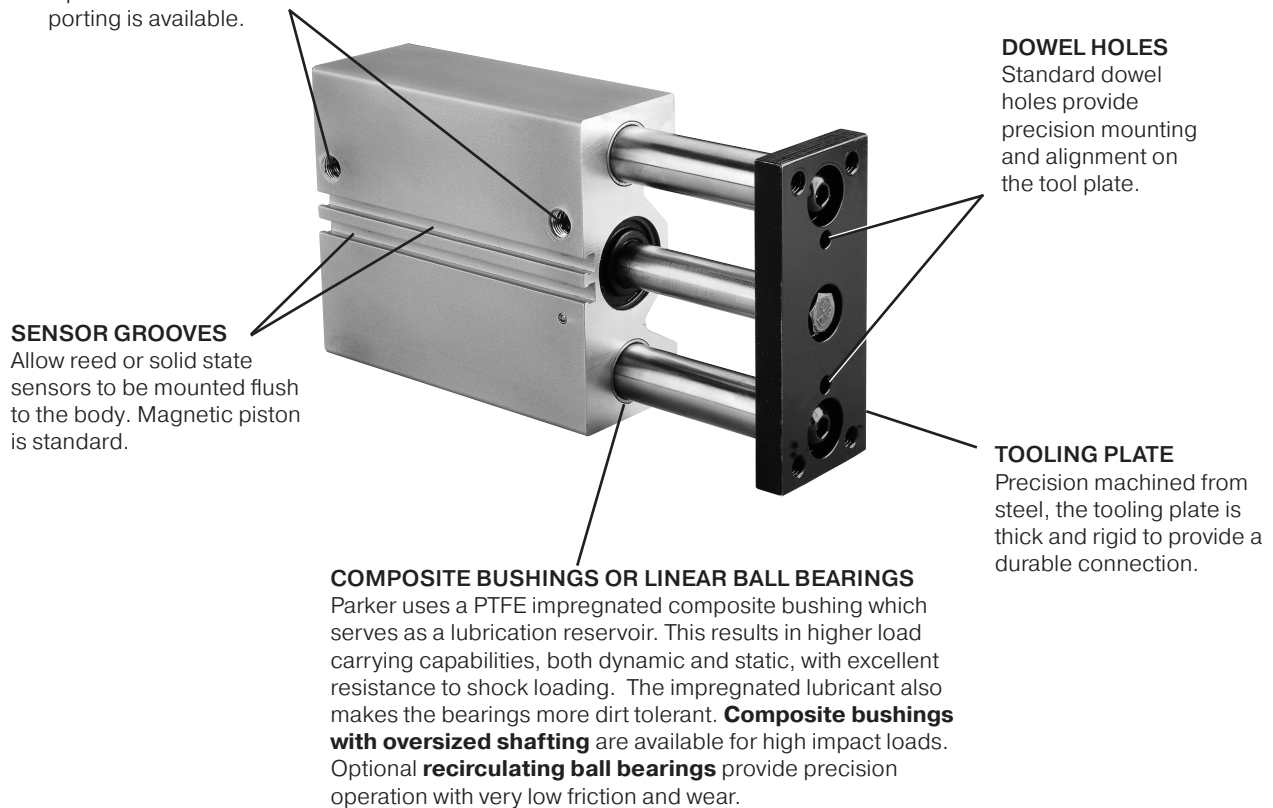 porting is available.
DOWEL HOLES
Standard dowel
holes provide
precision mounting
and alignment on
the tool plate.
SENSOR GROOVES
Allow reed or solid state
sensors to be mounted flush
to the body. Magnetic piston
is standard.
TOOLING PLATE
Precision machined from
steel, the tooling plate is
thick and rigid to provide a
durable connection.
COMPOSITE BUSHINGS OR LINEAR BALL BEARINGS
Parker uses a PTFE impregnated composite bushing which
serves as a lubrication reservoir. This results in higher load
carrying capabilities, both dynamic and static, with excellent
resistance to shock loading.  The impregnated lubricant also
makes the bearings more dirt tolerant. Composite bushings
with oversized shafting are available for high impact loads.
Optional recirculating ball bearings provide precision
operation with very low friction and wear.